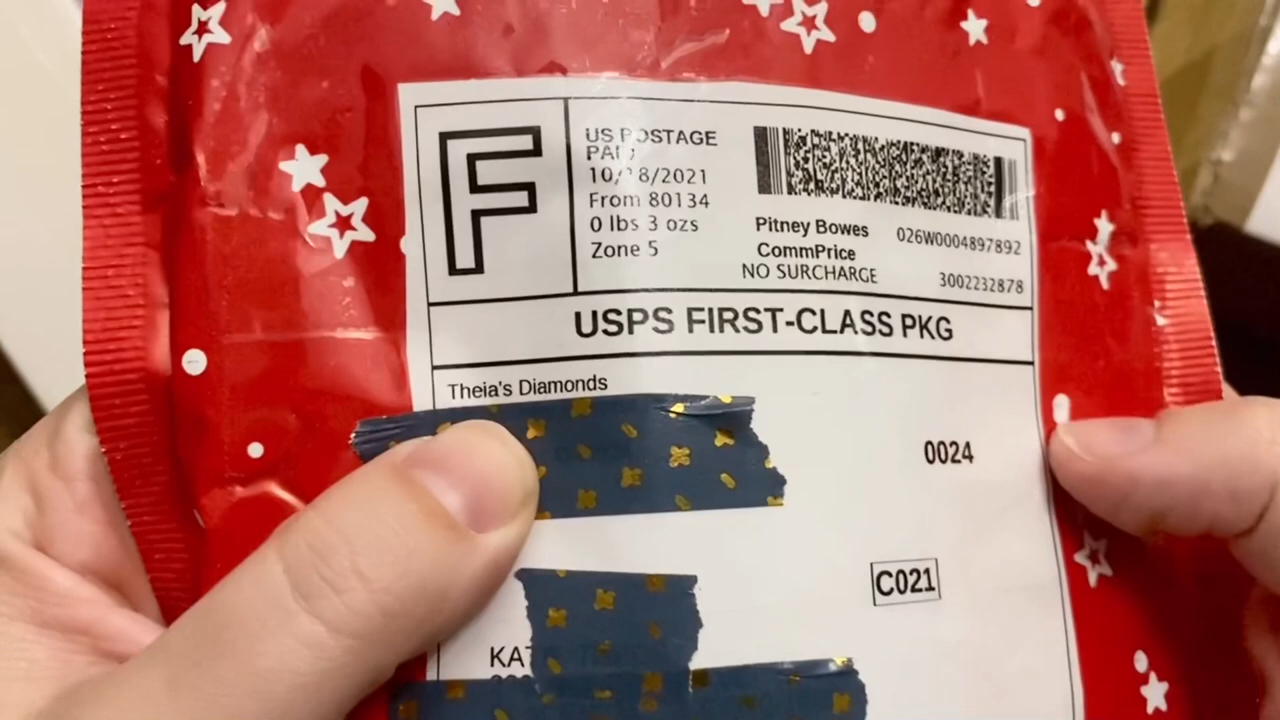 F
US POSTAGE
PAID
10/18/2021
From 80134
0 lbs 3 ozs
Zone 5
Pitney Bowes
CommPrice
NO SURCHARGE
026W0004897892
3002232878
USPS FIRST-CLASS PKG
Theia's Diamonds
0024
C021